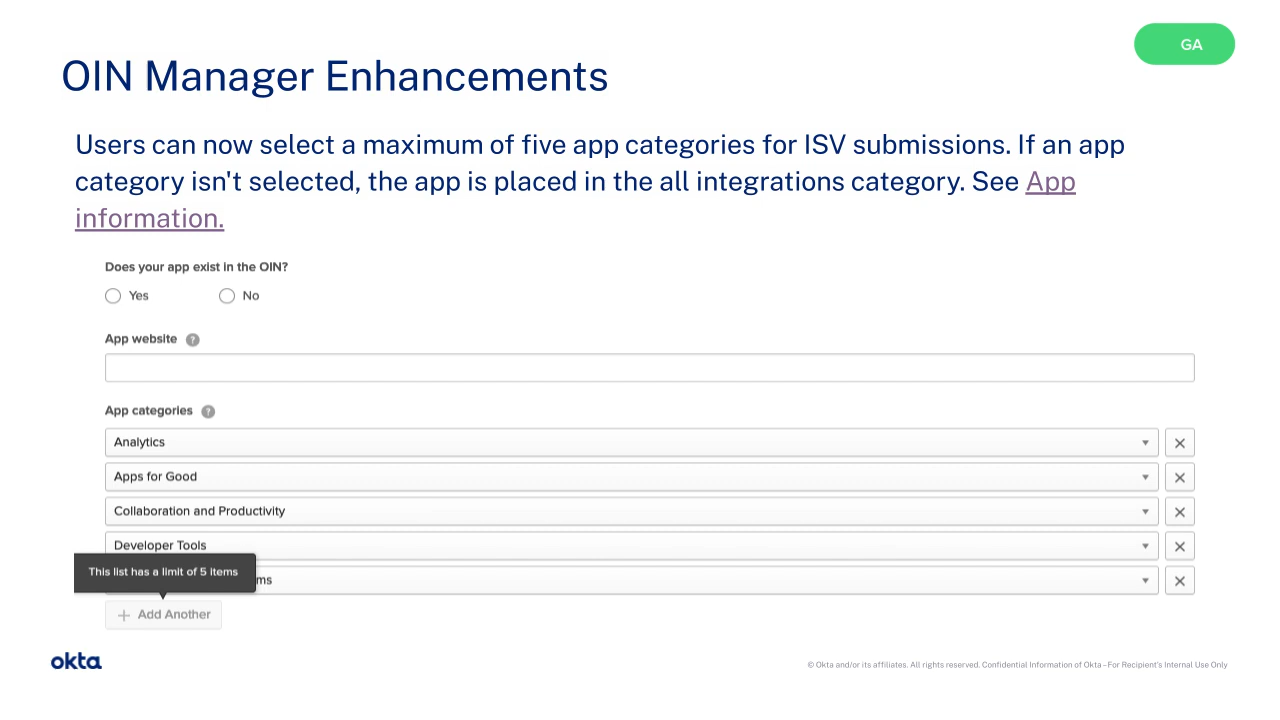 GA
OIN Manager Enhancements
Users can now select a maximum of five app categories for ISV submissions. If an app
category isn't selected, the app is placed in the all integrations category. See App
information.
Does your app exist in the OIN?
Yes No
App website ?
App categories ?
Analytics
Apps for Good
Collaboration and Productivity
Developer Tools
This list has a limit of 5 items
Add Another
okta
© Okta and/or its affiliates. All rights reserved. Confidential Information of Okta – For Recipient's Internal Use Only